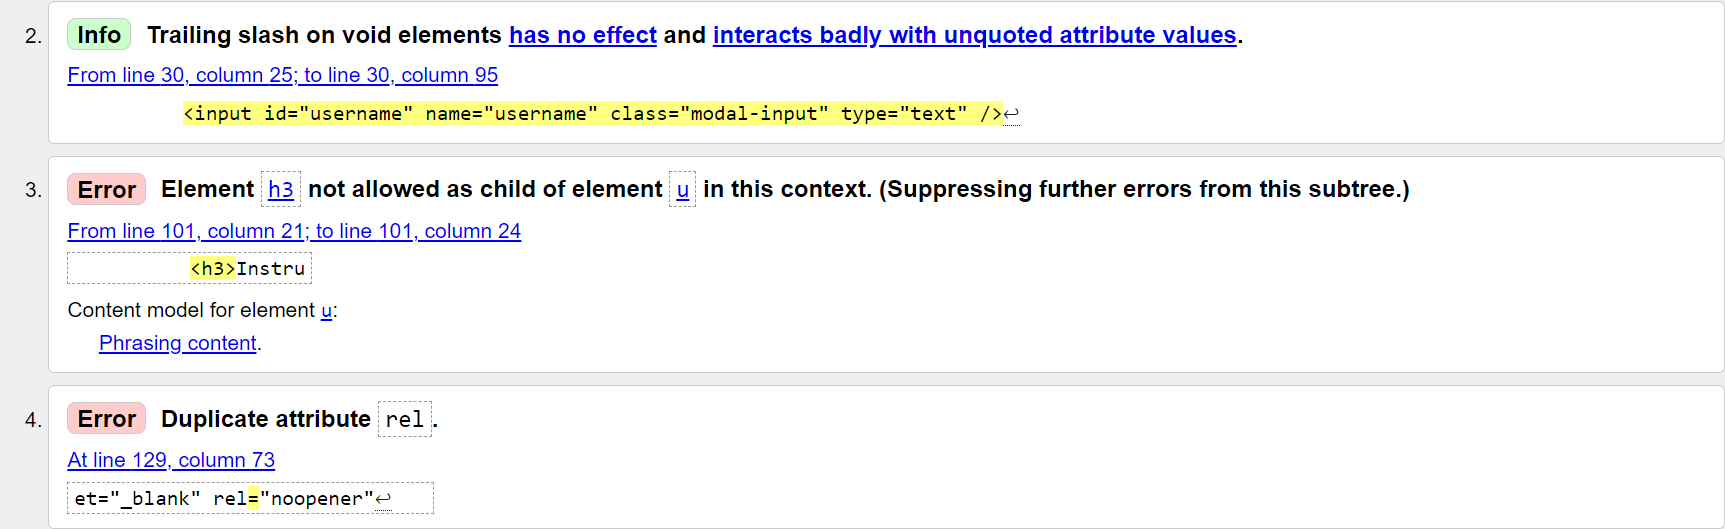 2. Info Trailing slash on void elements has no effect and interacts badly with unquoted attribute values.
From line 30, column 25; to line 30, column 95
<input id="username" name="username" class="modal-input" type="text" />↩
3. Error Element h3 not allowed as child of element u in this context. (Suppressing further errors from this subtree.)
From line 101, column 21; to line 101, column 24
<h3>Instru
Content model for element u:
Phrasing content.
4. Error Duplicate attribute rel.
At line 129, column 73
et="_blank" rel="noopener"↩